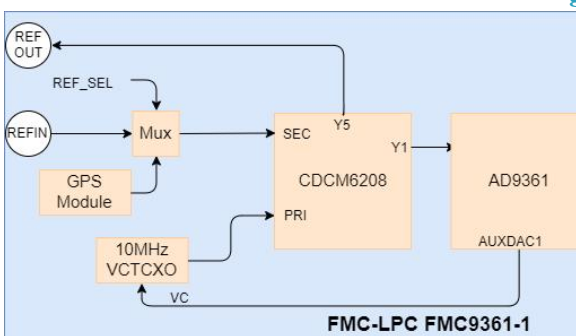 REF
OUT
REF_SEL
REFIN
Mux
SEC
Y5
Y1
CDCM6208
AD9361
GPS
Module
PRI
10MHz
VCTCXO
AUXDAC1
VC
FMC-LPC FMC9361-1